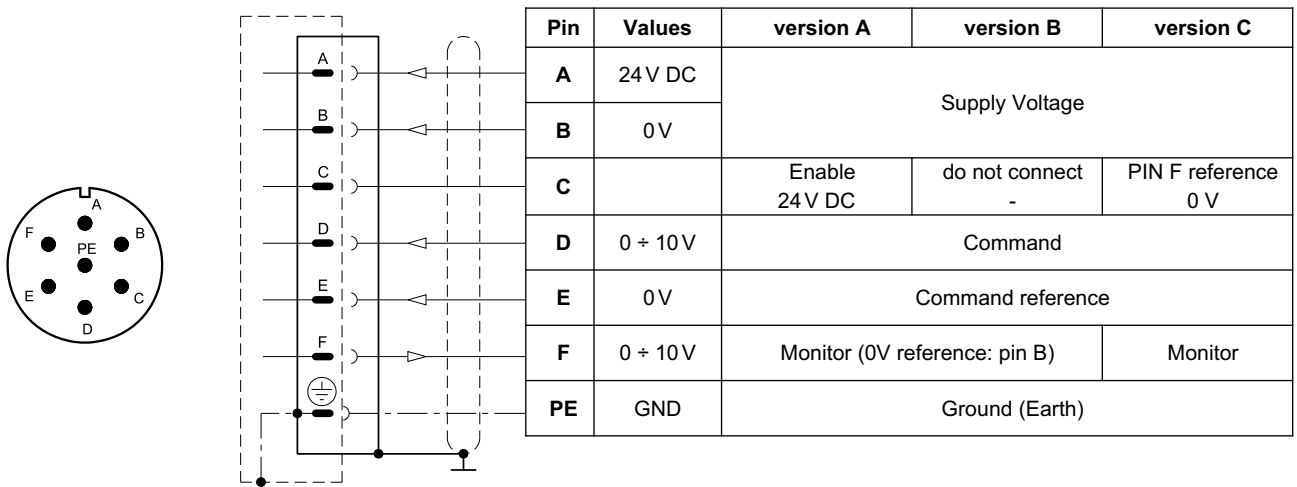 A
B
C
D
E
F
PE
A
B
C
D
E
F
Pin Values version A version B version C
A 24 V DC Supply Voltage
B 0 V
C Enable 24 V DC do not connect - PIN F reference 0 V
D 0 ÷ 10 V Command
E 0 V Command reference
F 0 ÷ 10 V Monitor (0V reference: pin B) Monitor
PE GND Ground (Earth)